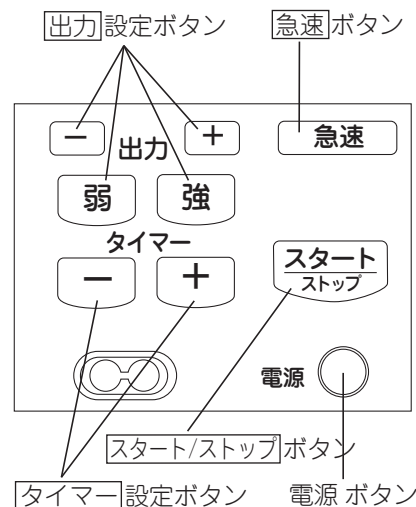 出力設定ボタン 急速ボタン
− 出力 + 急速
弱 強
タイマー
− + スタート
ストップ
電源
スタート/ストップボタン
タイマー設定ボタン 電源 ボタン